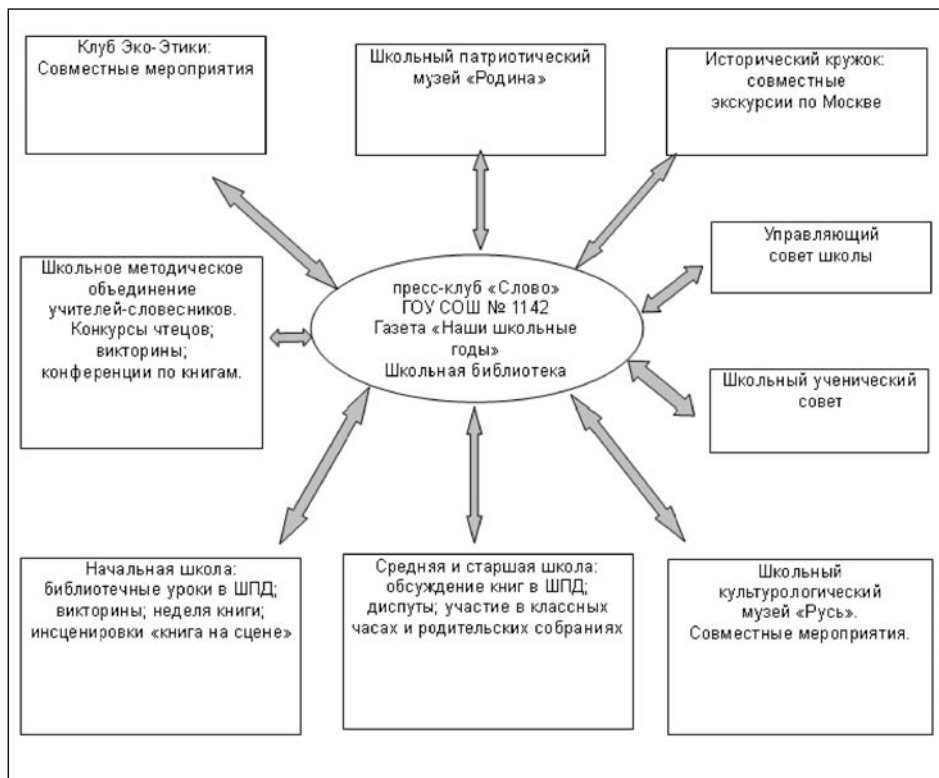 Клуб Эко-Этики:
Совместные мероприятия
Школьный патриотический
музей «Родина»
Исторический кружок:
совместные
экскурсии по Москве
Управляющий
совет школы
Школьное методическое
объединение
учителей-словесников.
Конкурсы чтецов;
викторины;
конференции по книгам.
пресс-клуб «Слово»
ГОУ СОШ № 1142
Газета «Наши школьные
годы»
Школьная библиотека
Школьный ученический
совет
Начальная школа:
библиотечные уроки в ШПД;
викторины; неделя книги;
инсценировки «книга на сцене»
Средняя и старшая школа:
обсуждение книг в ШПД;
диспуты; участие в классных
часах и родительских собраниях
Школьный
культурологический
музей «Русь».
Совместные мероприятия.